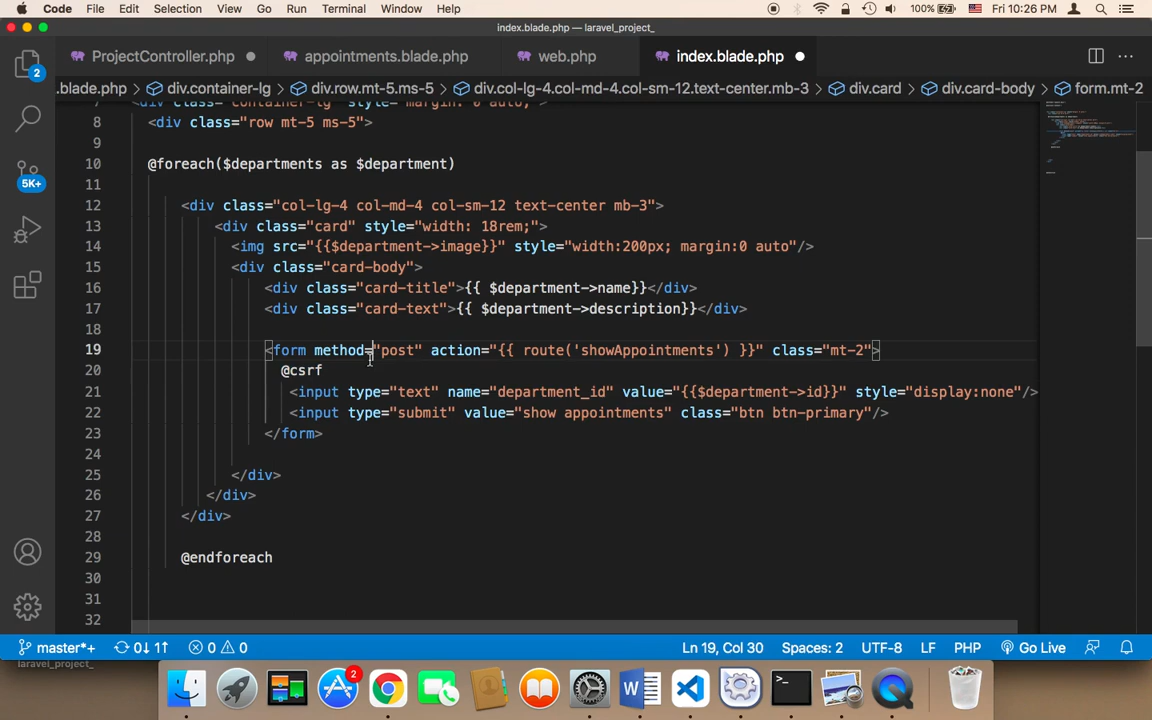 Code File Edit Selection View Go Run Terminal Window Help 100% Fri 10:26 PM
index.blade.php — laravel_project_
ProjectController.php appointments.blade.php web.php index.blade.php
.blade.php > div.container-lg > div.row.mt-5.ms-5 > div.col-lg-4.col-md-4.col-sm-12.text-center.mb-3 > div.card > div.card-body > form.mt-2
7 <div class="container-lg" style="margin: 0 auto;">
8 <div class="row mt-5 ms-5">
9
10 @foreach($departments as $department)
11
12 <div class="col-lg-4 col-md-4 col-sm-12 text-center mb-3">
13 <div class="card" style="width: 18rem;">
14 <img src="{{$department->image}}" style="width:200px; margin:0 auto"/>
15 <div class="card-body">
16 <div class="card-title">{{ $department->name}}</div>
17 <div class="card-text">{{ $department->description}}</div>
18
19 <form method="post" action="{{ route('showAppointments') }}" class="mt-2">
20 @csrf
21 <input type="text" name="department_id" value="{{$department->id}}" style="display:none"/>
22 <input type="submit" value="show appointments" class="btn btn-primary"/>
23 </form>
24
25 </div>
26 </div>
27 </div>
28
29 @endforeach
30
31
32
2
5K+
master*+ 0↓ 1↑ 0 0 Ln 19, Col 30 Spaces: 2 UTF-8 LF PHP Go Live
laravel_project_
2